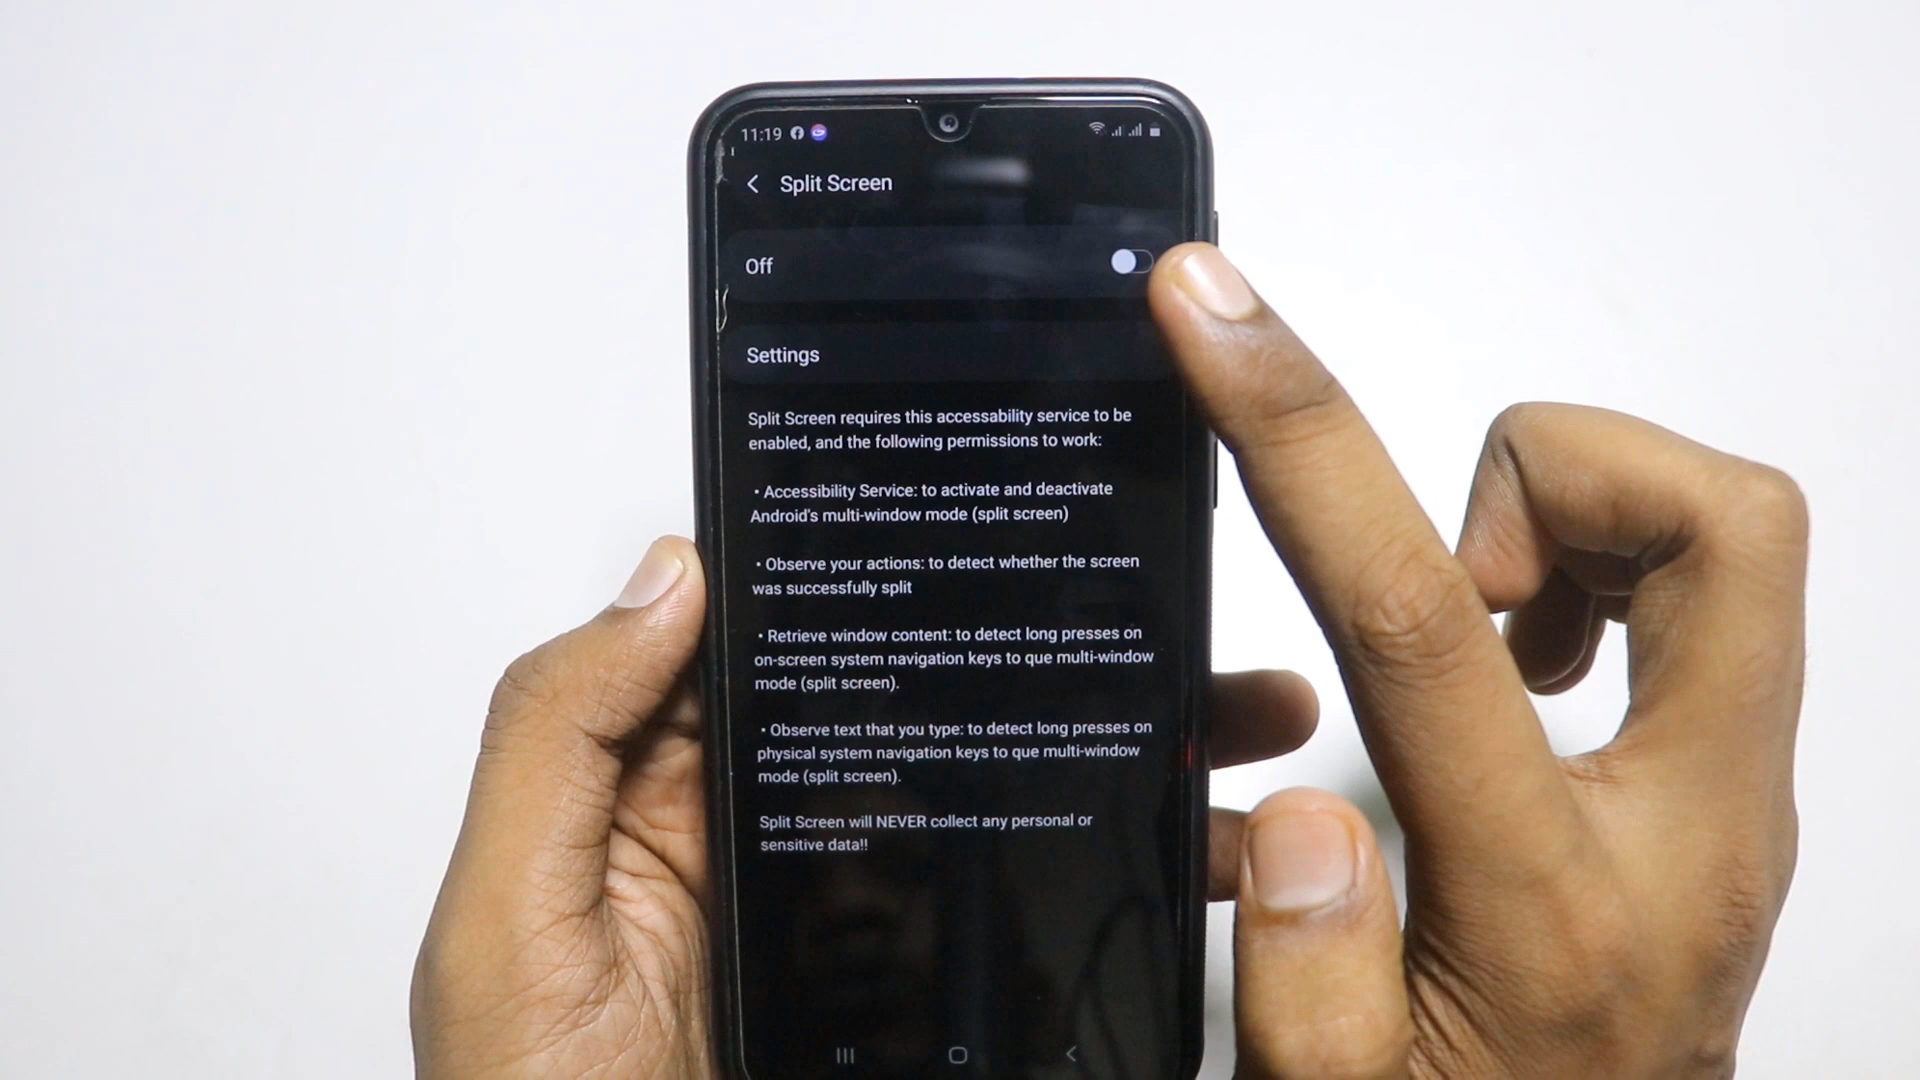 11:19
Split Screen
Off
Settings
Split Screen requires this accessability service to be
enabled, and the following permissions to work:
• Accessibility Service: to activate and deactivate
Android's multi-window mode (split screen)
• Observe your actions: to detect whether the screen
was successfully split
• Retrieve window content: to detect long presses on
on-screen system navigation keys to que multi-window
mode (split screen).
• Observe text that you type: to detect long presses on
physical system navigation keys to que multi-window
mode (split screen).
Split Screen will NEVER collect any personal or
sensitive data!!